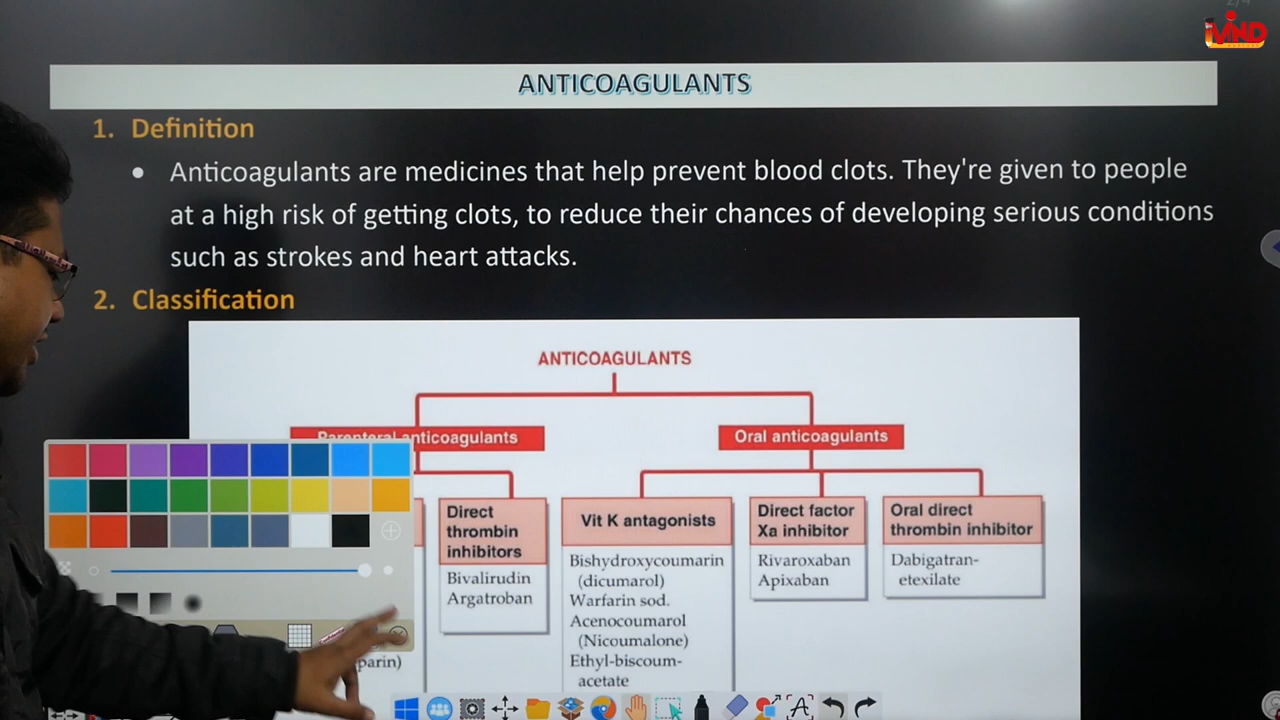 iMIND
ANTICOAGULANTS
1. Definition
• Anticoagulants are medicines that help prevent blood clots. They're given to people
at a high risk of getting clots, to reduce their chances of developing serious conditions
such as strokes and heart attacks.
2. Classification
ANTICOAGULANTS
Parenteral anticoagulants
Oral anticoagulants
Direct
thrombin
inhibitors
Bivalirudin
Argatroban
Vit K antagonists
Bishydroxycoumarin
(dicumarol)
Warfarin sod.
Acenocoumarol
(Nicoumalone)
Ethyl-biscoum-
acetate
Direct factor
Xa inhibitor
Rivaroxaban
Apixaban
Oral direct
thrombin inhibitor
Dabigatran-
etexilate
parin)